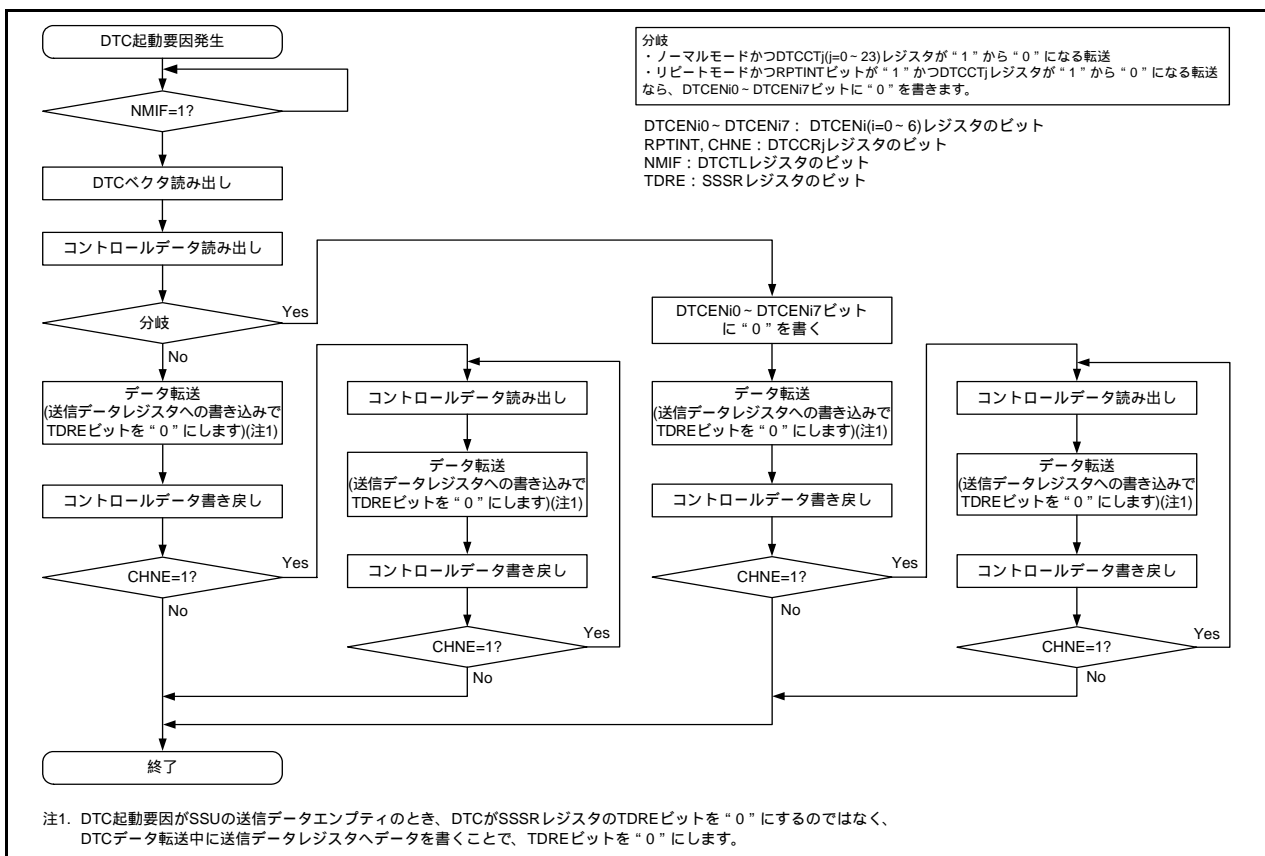 DTC起動要因発生
NMIF=1?
DTCベクタ読み出し
コントロールデータ読み出し
分岐
Yes
No
データ転送
(送信データレジスタへの書き込みで
TDREビットを“0”にします)(注1)
コントロールデータ書き戻し
CHNE=1?
Yes
No
コントロールデータ読み出し
データ転送
(送信データレジスタへの書き込みで
TDREビットを“0”にします)(注1)
コントロールデータ書き戻し
CHNE=1?
Yes
No
分岐
・ノーマルモードかつDTCCTj(j=0~23)レジスタが“1”から“0”になる転送
・リピートモードかつRPTINTビットが“1”かつDTCCTjレジスタが“1”から“0”になる転送
なら、DTCENi0~DTCENi7ビットに“0”を書きます。
DTCENi0~DTCENi7:DTCENi(i=0~6)レジスタのビット
RPTINT, CHNE:DTCCRjレジスタのビット
NMIF:DTCTLレジスタのビット
TDRE:SSSRレジスタのビット
DTCENi0~DTCENi7ビット
に“0”を書く
データ転送
(送信データレジスタへの書き込みで
TDREビットを“0”にします)(注1)
コントロールデータ書き戻し
CHNE=1?
Yes
No
コントロールデータ読み出し
データ転送
(送信データレジスタへの書き込みで
TDREビットを“0”にします)(注1)
コントロールデータ書き戻し
CHNE=1?
Yes
No
終了
注1. DTC起動要因がSSUの送信データエンプティのとき、DTCがSSSRレジスタのTDREビットを“0”にするのではなく、
DTCデータ転送中に送信データレジスタへデータを書くことで、TDREビットを“0”にします。